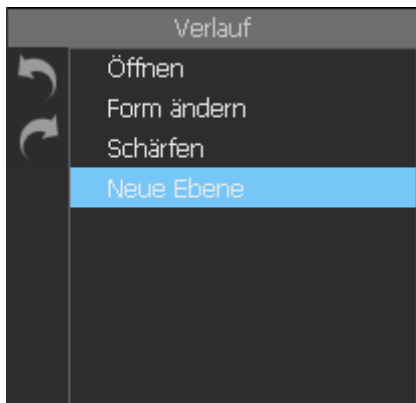 Verlauf
Öffnen
Form ändern
Schärfen
Neue Ebene